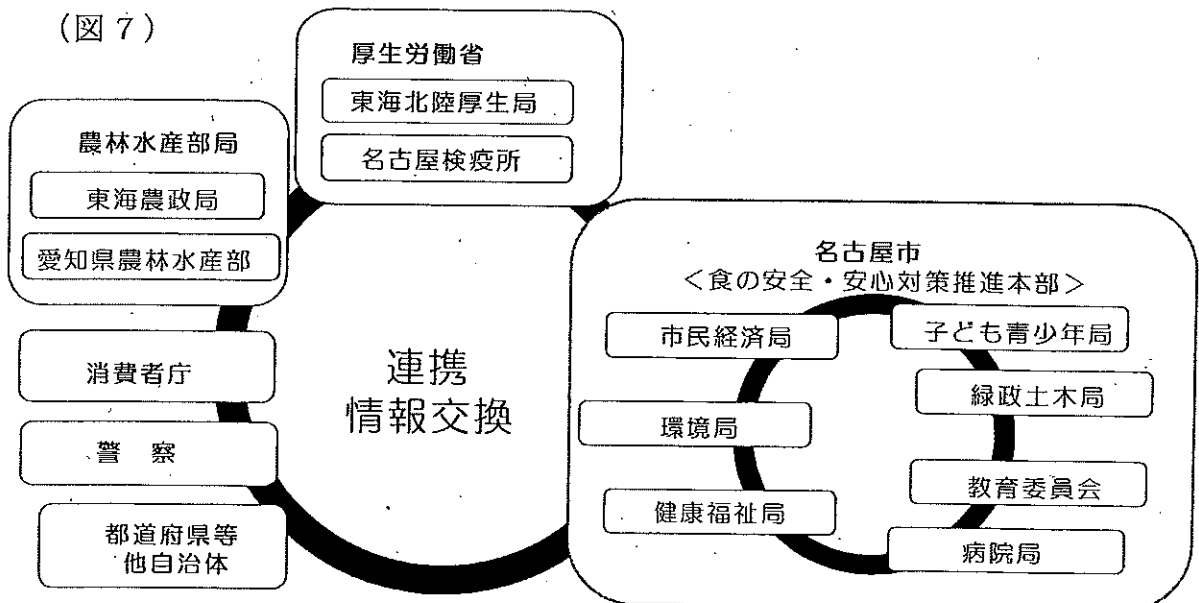 (図7)
厚生労働省
東海北陸厚生局
名古屋検疫所
農林水産部局
東海農政局
愛知県農林水産部
消費者庁
警 察
都道府県等
他自治体
連携
情報交換
名古屋市
<食の安全・安心対策推進本部>
市民経済局
子ども青少年局
緑政土木局
環境局
教育委員会
健康福祉局
病院局